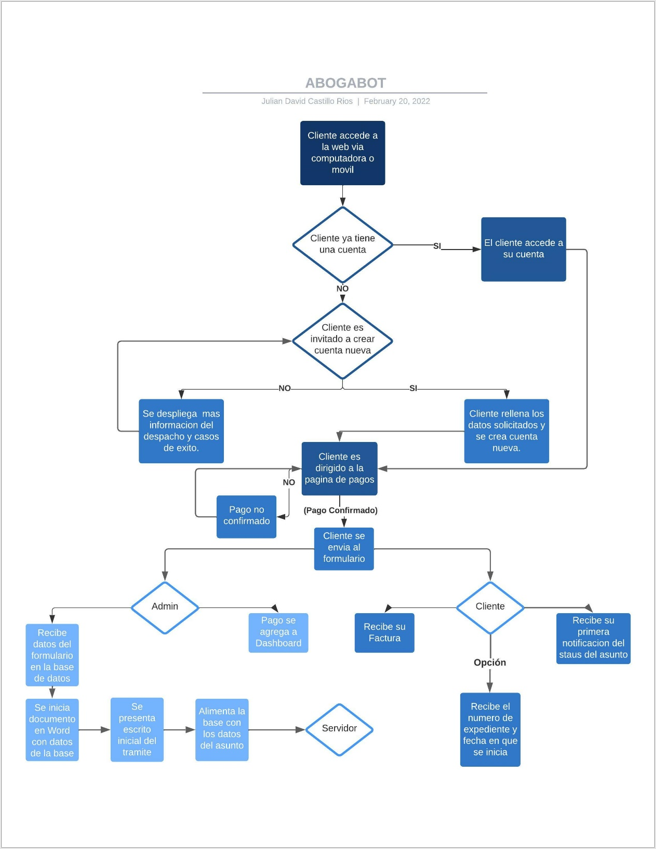 ABOGABOT
Julian David Castillo Rios | February 20, 2022
Cliente accede a
la web via
computadora o
movil
Cliente ya tiene
una cuenta
SI
El cliente accede a
su cuenta
NO
Cliente es
invitado a crear
cuenta nueva
NO
SI
Se despliega mas
informacion del
despacho y casos
de exito.
Cliente rellena los
datos solicitados y
se crea cuenta
nueva.
Cliente es
dirigido a la
pagina de pagos
NO
Pago no
confirmado
(Pago Confirmado)
Cliente se
envia al
formulario
Admin
Cliente
Recibe
datos del
formulario
en la base
de datos
Pago se
agrega a
Dashboard
Recibe su
Factura
Recibe su
primera
notificacion del
staus del asunto
Opción
Se inicia
documento
en Word
con datos
de la base
Se
presenta
escrito
inicial del
tramite
Alimenta la
base con
los datos
del asunto
Servidor
Recibe el
numero de
expediente y
fecha en que
se inicia